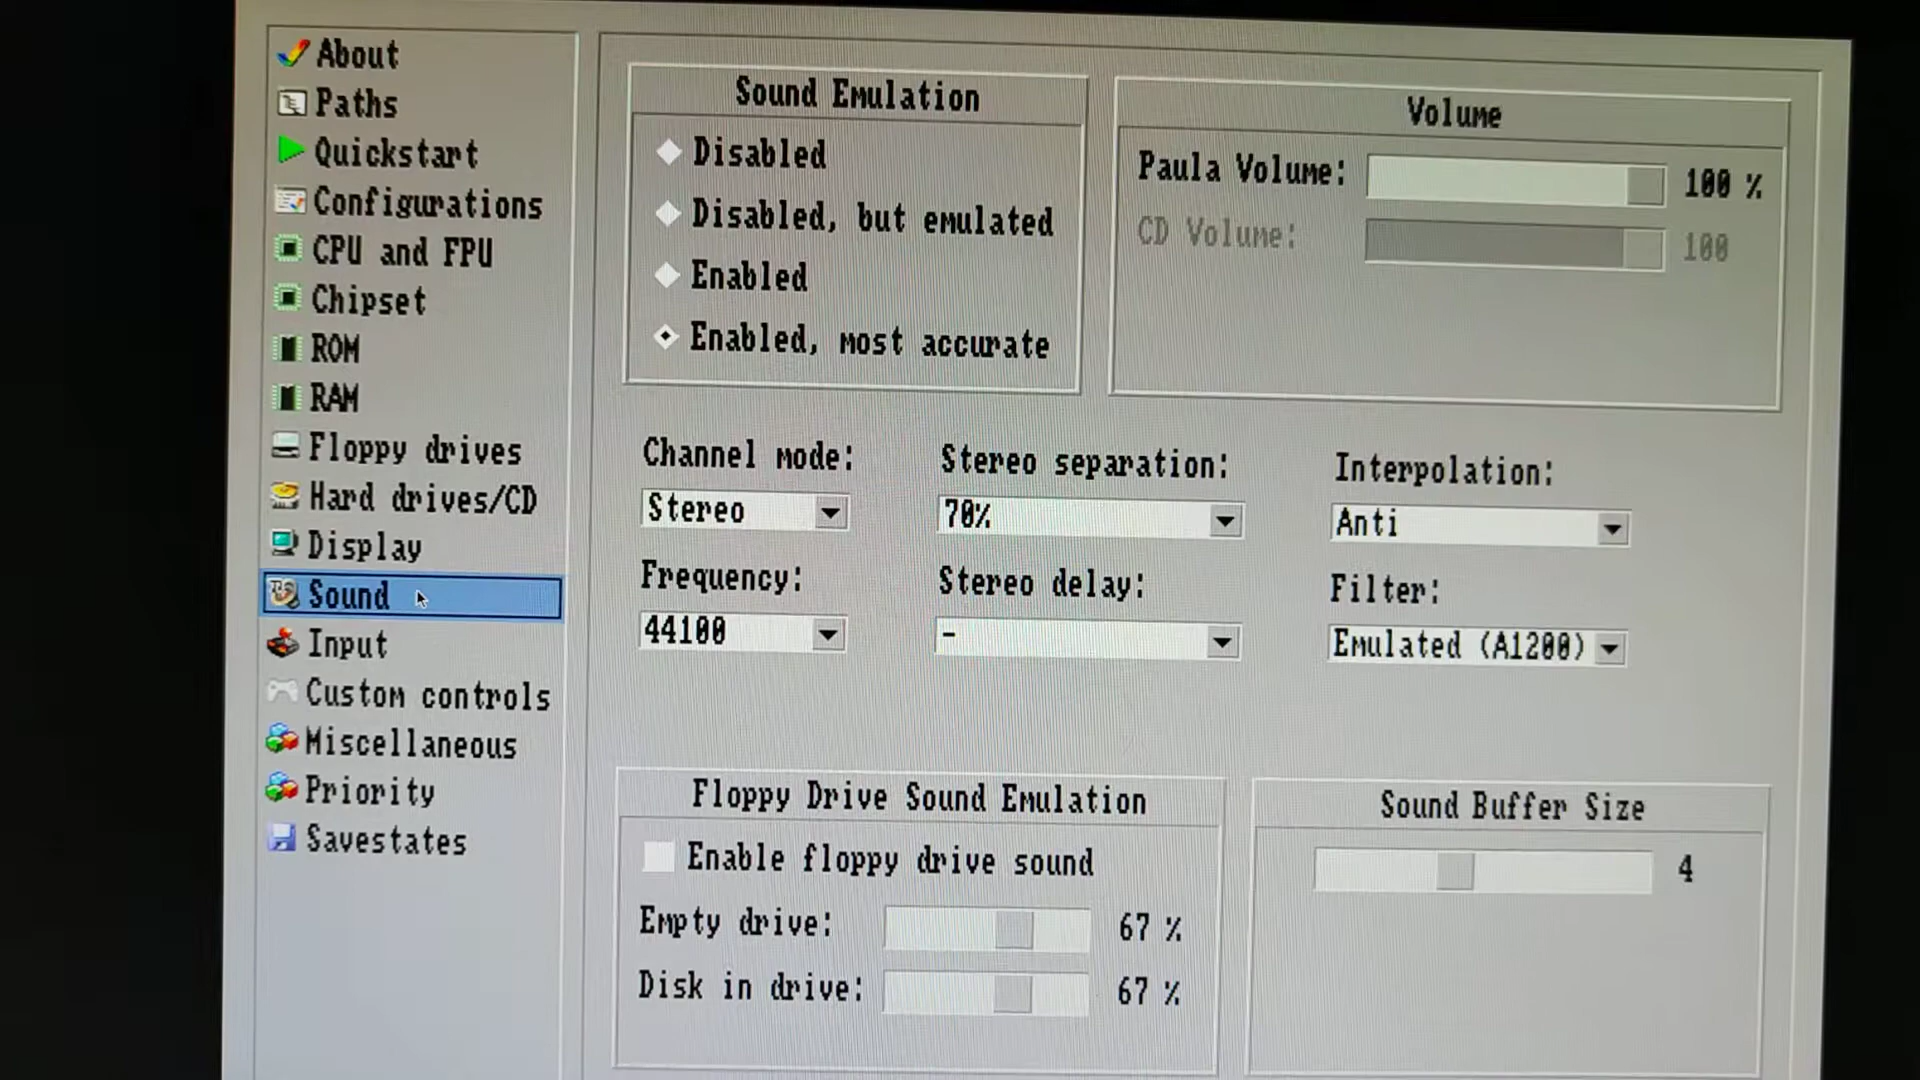 About
Paths
Quickstart
Configurations
CPU and FPU
Chipset
ROM
RAM
Floppy drives
Hard drives/CD
Display
Sound
Input
Custom controls
Miscellaneous
Priority
Savestates
Sound Emulation
Disabled
Disabled, but emulated
Enabled
Enabled, most accurate
Volume
Paula Volume: 100 %
CD Volume: 100
Channel mode:
Stereo
Stereo separation:
70%
Interpolation:
Anti
Frequency:
44100
Stereo delay:
-
Filter:
Emulated (A1200)
Floppy Drive Sound Emulation
Enable floppy drive sound
Empty drive: 67 %
Disk in drive: 67 %
Sound Buffer Size
4